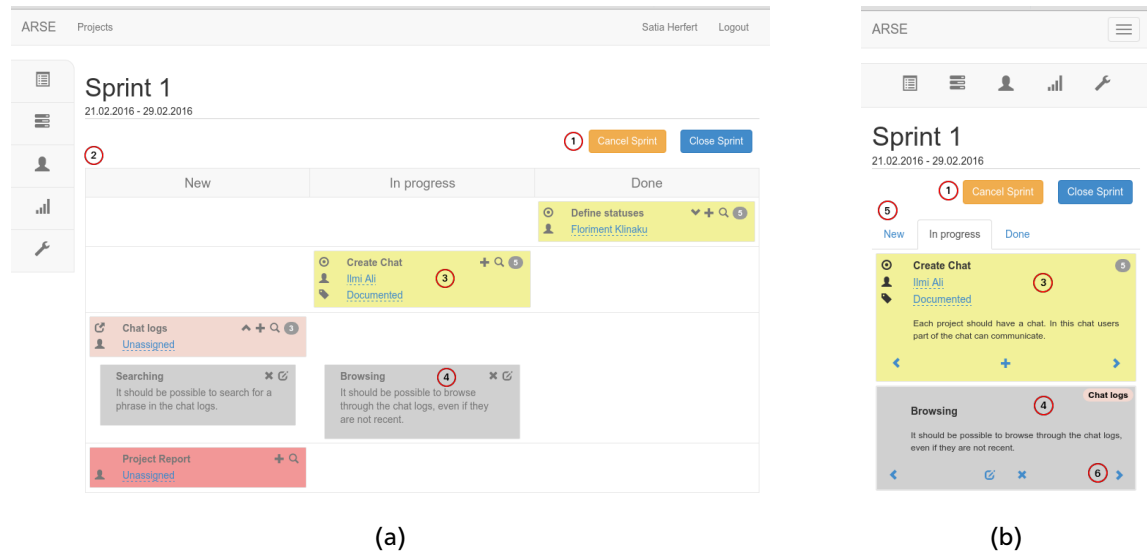 ARSE Projects Satia Herfert Logout
Sprint 1
21.02.2016 - 29.02.2016
1 Cancel Sprint Close Sprint
2
New In progress Done
Define statuses 5
Floriment Klinaku
Create Chat 5
Ilmi Ali 3
Documented
Chat logs 3
Unassigned
Searching
It should be possible to search for a
phrase in the chat logs.
Browsing 4
It should be possible to browse
through the chat logs, even if they
are not recent.
Project Report
Unassigned
(a)
ARSE
Sprint 1
21.02.2016 - 29.02.2016
1 Cancel Sprint Close Sprint
5
New In progress Done
Create Chat 5
Ilmi Ali 3
Documented
Each project should have a chat. In this chat users
part of the chat can communicate.
Chat logs
Browsing 4
It should be possible to browse through the chat logs,
even if they are not recent.
6
(b)